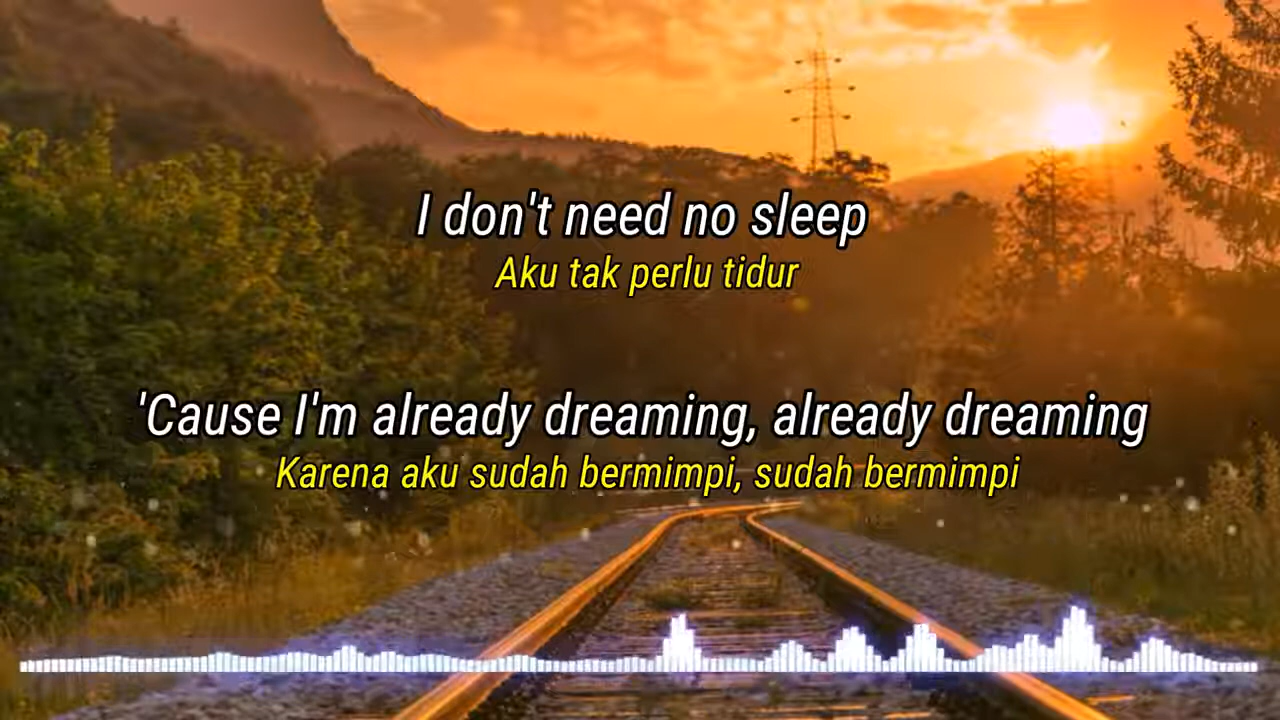 I don't need no sleep
Aku tak perlu tidur
'Cause I'm already dreaming, already dreaming
Karena aku sudah bermimpi, sudah bermimpi